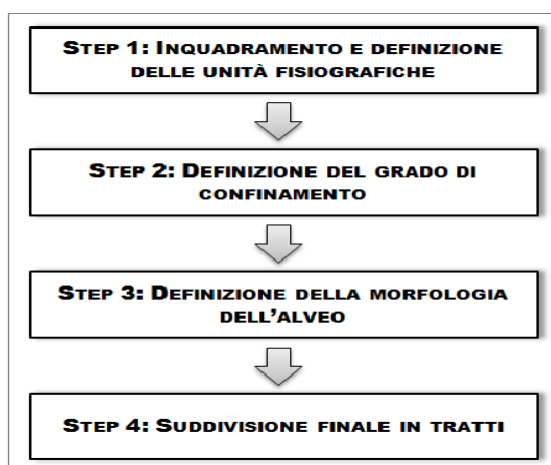 STEP 1: INQUADRAMENTO E DEFINIZIONE
DELLE UNITÀ FISIOGRAFICHE
STEP 2: DEFINIZIONE DEL GRADO DI
CONFINAMENTO
STEP 3: DEFINIZIONE DELLA MORFOLOGIA
DELL'ALVEO
STEP 4: SUDDIVISIONE FINALE IN TRATTI